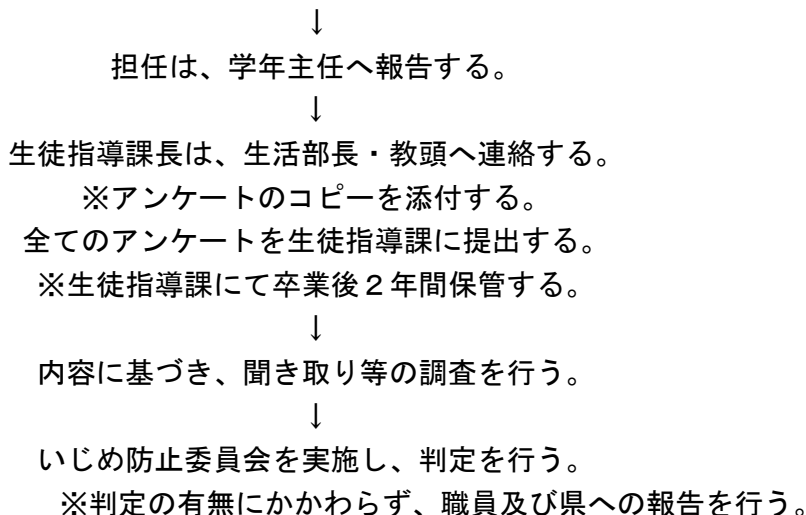 ↓
担任は、学年主任へ報告する。
↓
生徒指導課長は、生活部長・教頭へ連絡する。
※アンケートのコピーを添付する。
全てのアンケートを生徒指導課に提出する。
※生徒指導課にて卒業後２年間保管する。
↓
内容に基づき、聞き取り等の調査を行う。
↓
いじめ防止委員会を実施し、判定を行う。
※判定の有無にかかわらず、職員及び県への報告を行う。